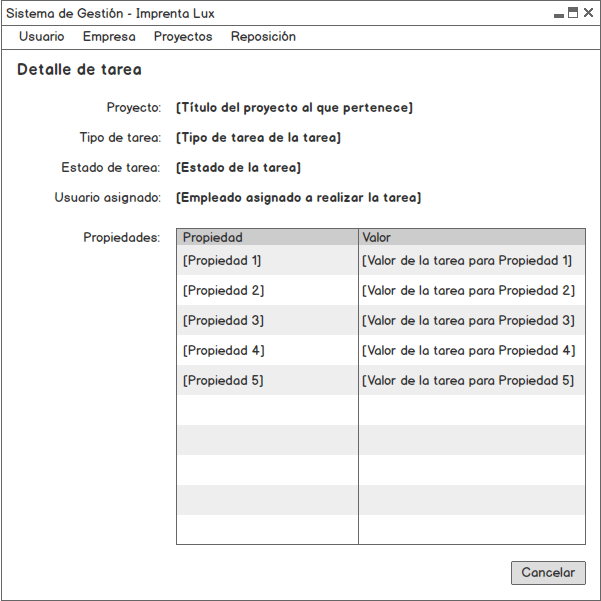 Sistema de Gestión - Imprenta Lux
Usuario Empresa Proyectos Reposición
Detalle de tarea
Proyecto: [Título del proyecto al que pertenece]
Tipo de tarea: [Tipo de tarea de la tarea]
Estado de tarea: [Estado de la tarea]
Usuario asignado: [Empleado asignado a realizar la tarea]
Propiedades: Propiedad Valor
[Propiedad 1] [Valor de la tarea para Propiedad 1]
[Propiedad 2] [Valor de la tarea para Propiedad 2]
[Propiedad 3] [Valor de la tarea para Propiedad 3]
[Propiedad 4] [Valor de la tarea para Propiedad 4]
[Propiedad 5] [Valor de la tarea para Propiedad 5]
Cancelar